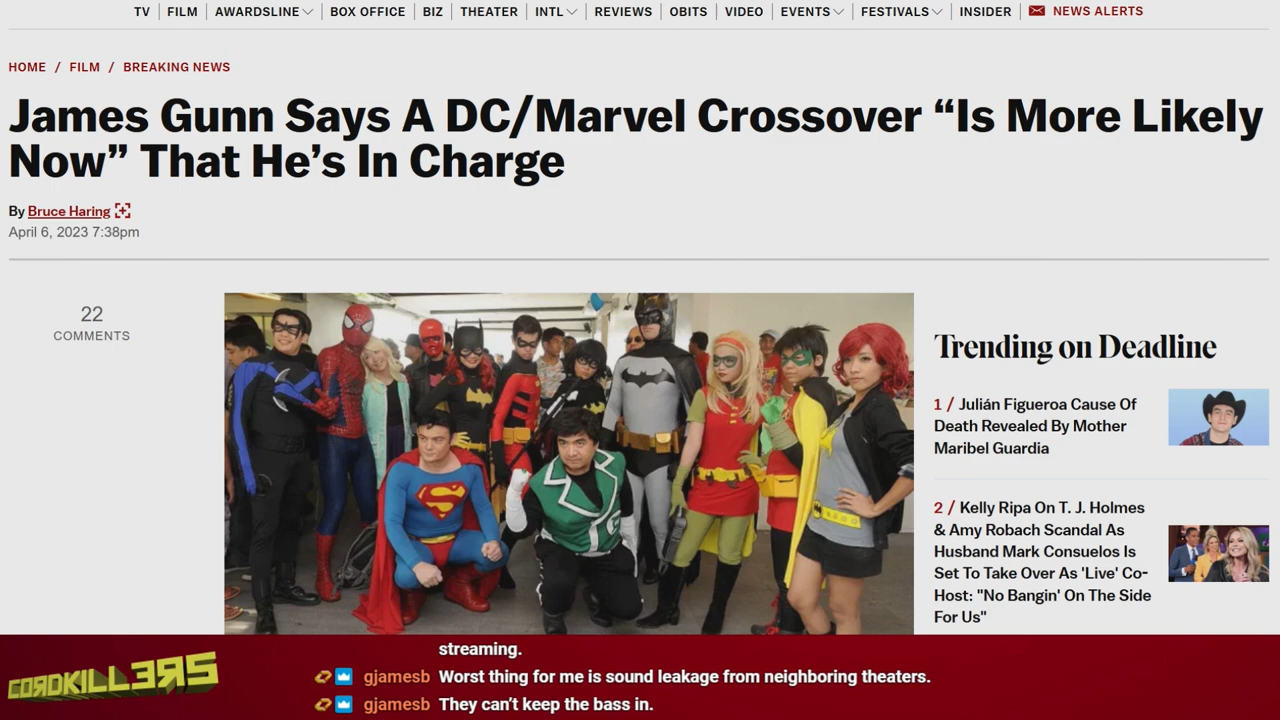 TV FILM AWARDSLINE BOX OFFICE BIZ THEATER INTL REVIEWS OBITS VIDEO EVENTS FESTIVALS INSIDER NEWS ALERTS
HOME / FILM / BREAKING NEWS
James Gunn Says A DC/Marvel Crossover “Is More Likely
Now” That He’s In Charge
By Bruce Haring
April 6, 2023 7:38pm
22
COMMENTS
S
Trending on Deadline
1 / Julián Figueroa Cause Of
Death Revealed By Mother
Maribel Guardia
2 / Kelly Ripa On T. J. Holmes
& Amy Robach Scandal As
Husband Mark Consuelos Is
Set To Take Over As 'Live' Co-
Host: "No Bangin' On The Side
For Us"
CORDKILLERS
streaming.
gjamesb Worst thing for me is sound leakage from neighboring theaters.
gjamesb They can’t keep the bass in.